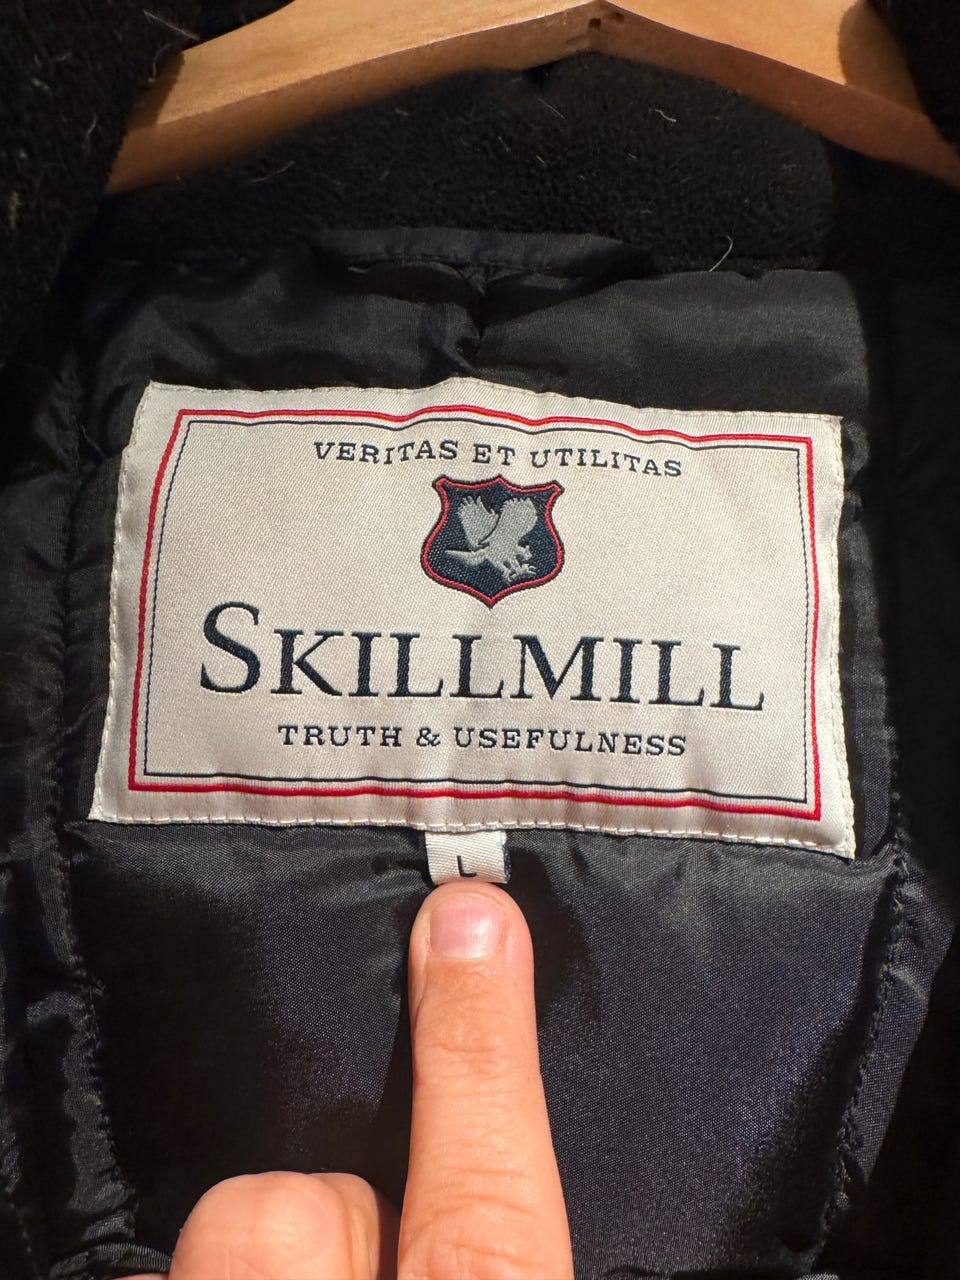 VERITAS ET UTILITAS
SKILLMILL
TRUTH & USEFULNESS
L